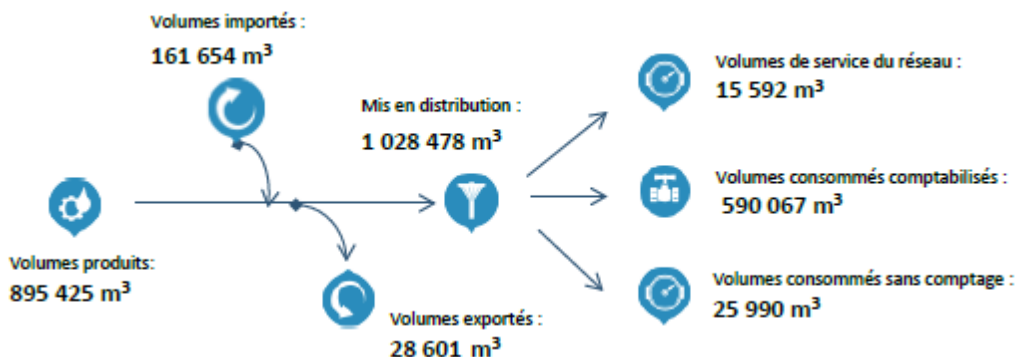 Volumes importés :
161 654 m³
Volumes de service du réseau :
15 592 m³
Mis en distribution :
1 028 478 m³
Volumes consommés comptabilisés :
590 067 m³
Volumes produits:
895 425 m³
Volumes consommés sans comptage :
25 990 m³
Volumes exportés :
28 601 m³